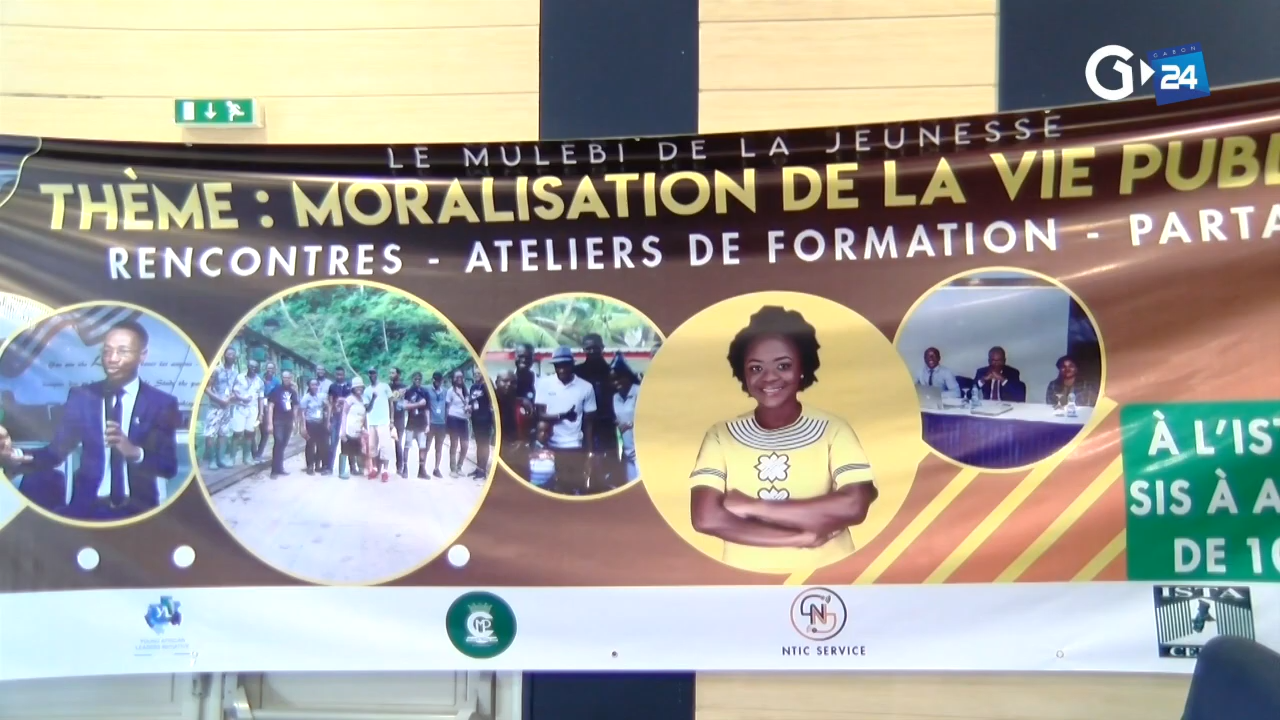 GABON
24
LE MULEBI DE LA JEUNESSE
THÈME : MORALISATION DE LA VIE PUBL
RENCONTRES - ATELIERS DE FORMATION - PARTA
À L'IS
SIS À A
DE 10
NTIC SERVICE
ISTA